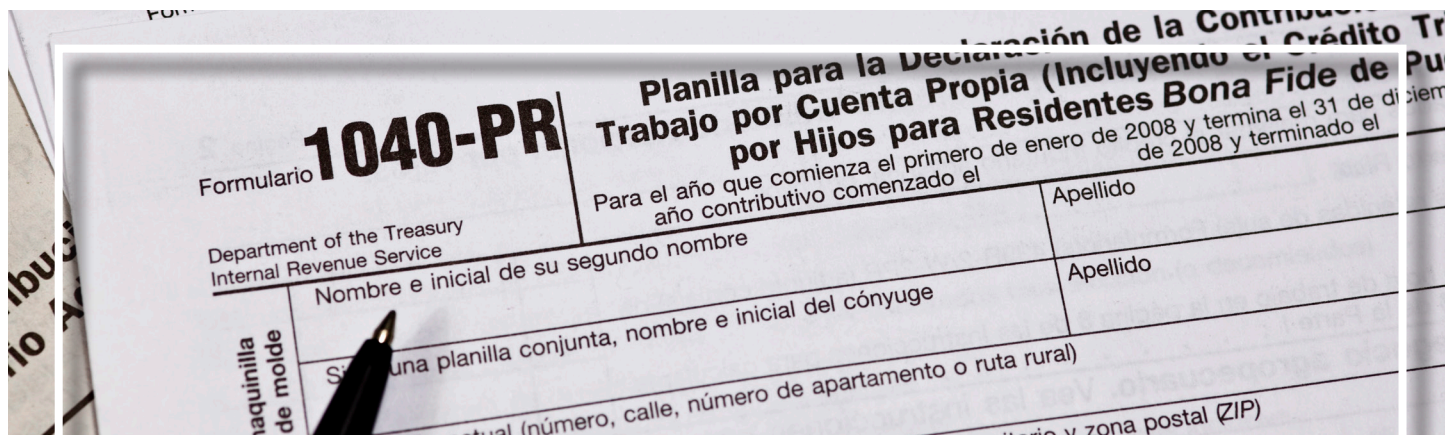 Planilla para la Declaración de la
Formulario 1040-PR
Trabajo por Cuenta Propia (Incluyendo el Crédito
por Hijos para Residentes Bona Fide de
Para el año que comienza el primero de enero de 2008 y termina el 31 de
año contributivo comenzado el
de 2008 y terminado el
Department of the Treasury
Internal Revenue Service
Nombre e inicial de su segundo nombre
Apellido
una planilla conjunta, nombre e inicial del cónyuge
Apellido
(número, calle, número de apartamento o ruta rural)
y zona postal (ZIP)
de molde